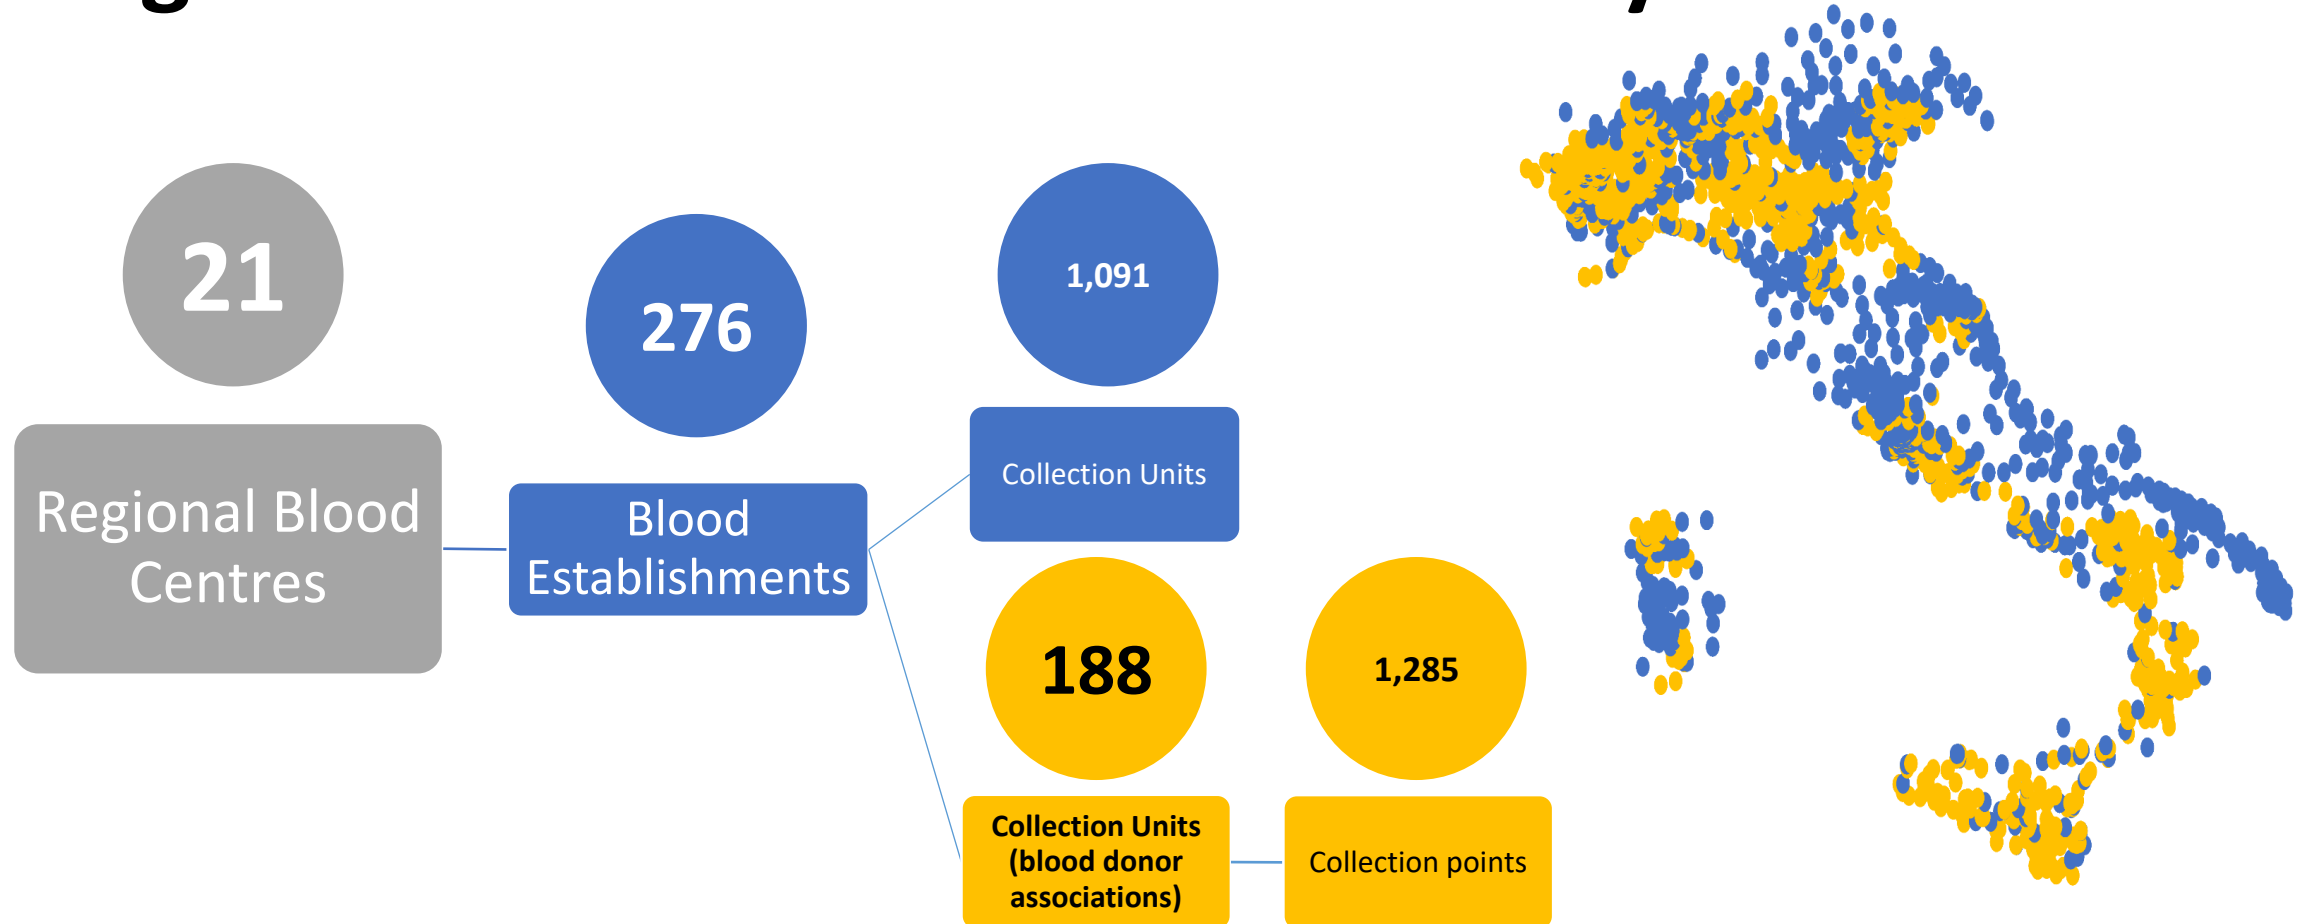 21
Regional Blood
Centres
276
Blood
Establishments
1,091
Collection Units
188
Collection Units
(blood donor
associations)
1,285
Collection points